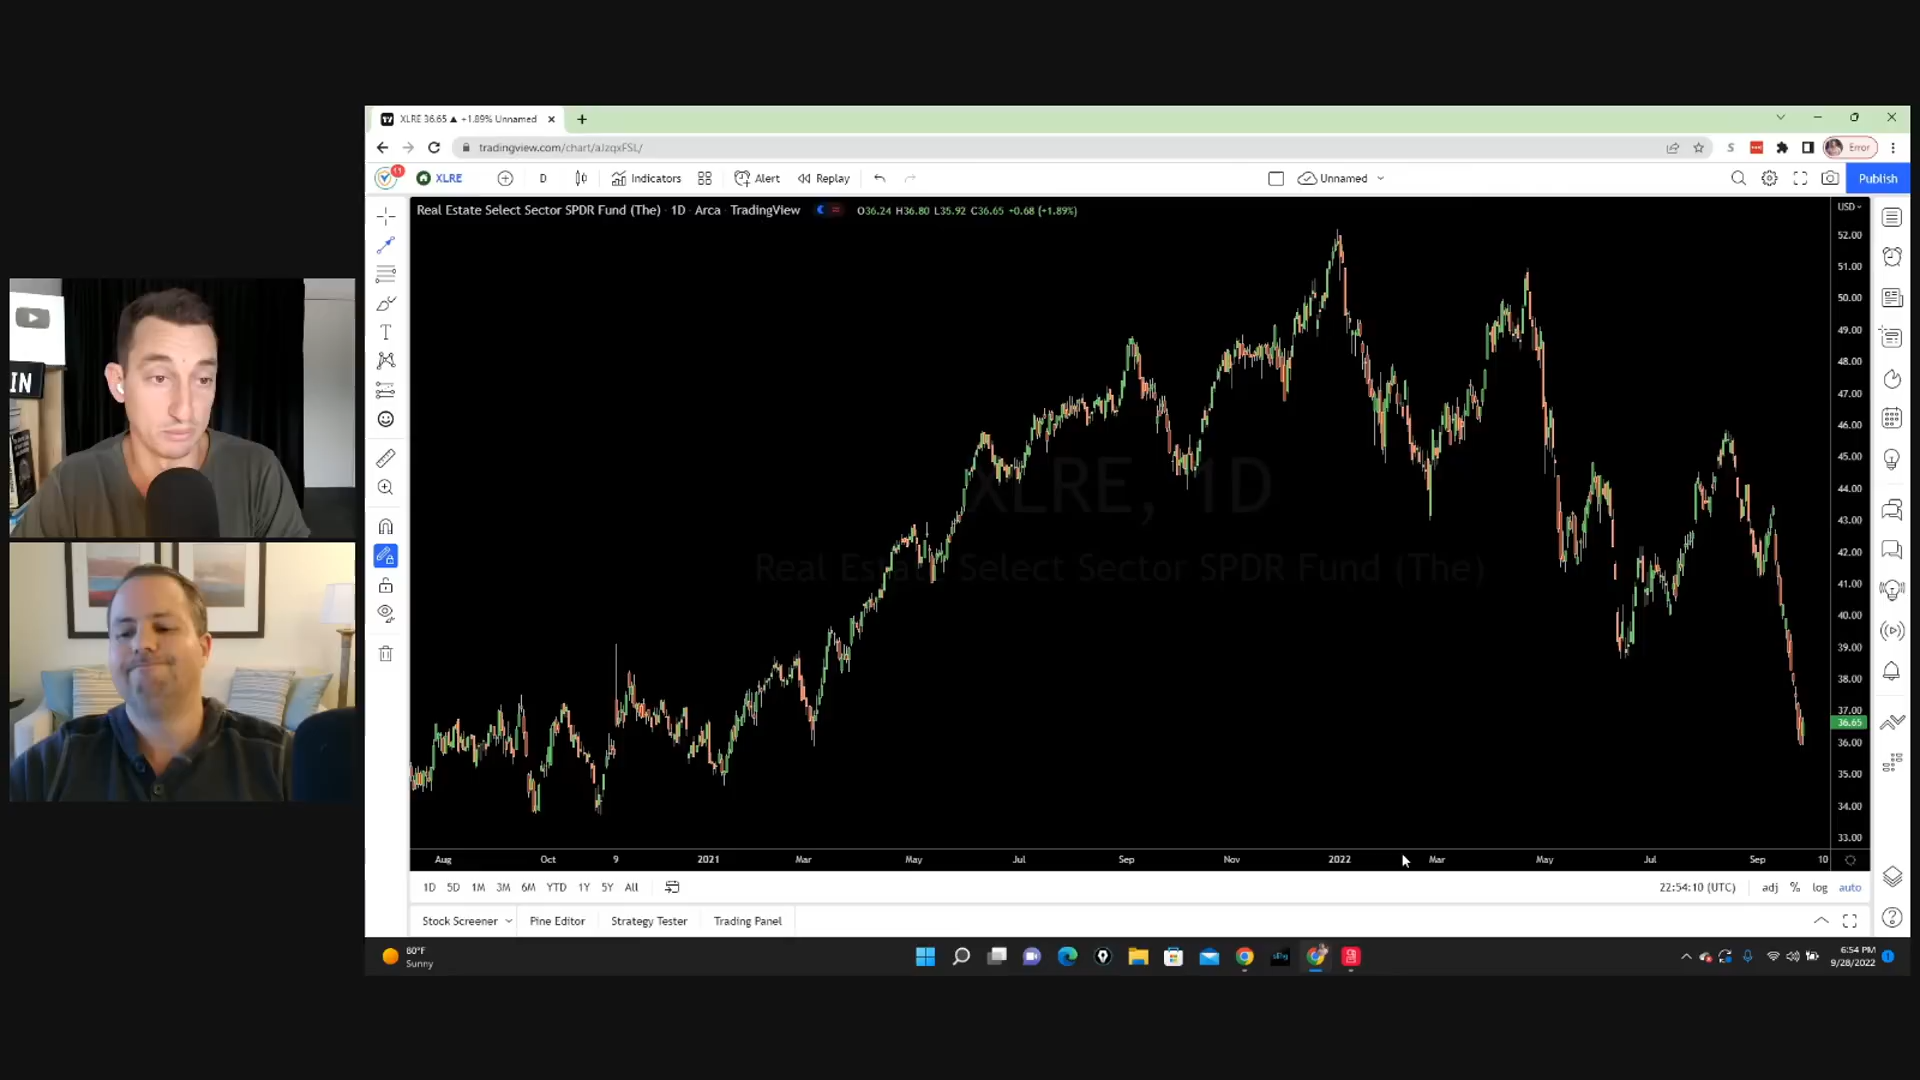 XLRE 36.65 ▲ +1.89% Unnamed
tradingview.com/chart/aJzqxFSL/
Error
11
XLRE
D
Indicators
Alert
Replay
Unnamed
Publish
Real Estate Select Sector SPDR Fund (The) · 1D · Arca · TradingView
O36.24 H36.80 L35.92 C36.65 +0.68 (+1.89%)
USD
52.00
51.00
50.00
49.00
48.00
47.00
46.00
45.00
44.00
43.00
42.00
41.00
40.00
39.00
38.00
37.00
36.65
36.00
35.00
34.00
33.00
IN
XLRE, 1D
Real Estate Select Sector SPDR Fund (The)
Aug Oct 9 2021 Mar May Jul Sep Nov 2022 Mar May Jul Sep 10
1D 5D 1M 3M 6M YTD 1Y 5Y All
22:54:10 (UTC) adj % log auto
Stock Screener Pine Editor Strategy Tester Trading Panel
80°F
Sunny
6:54 PM
9/28/2022
1